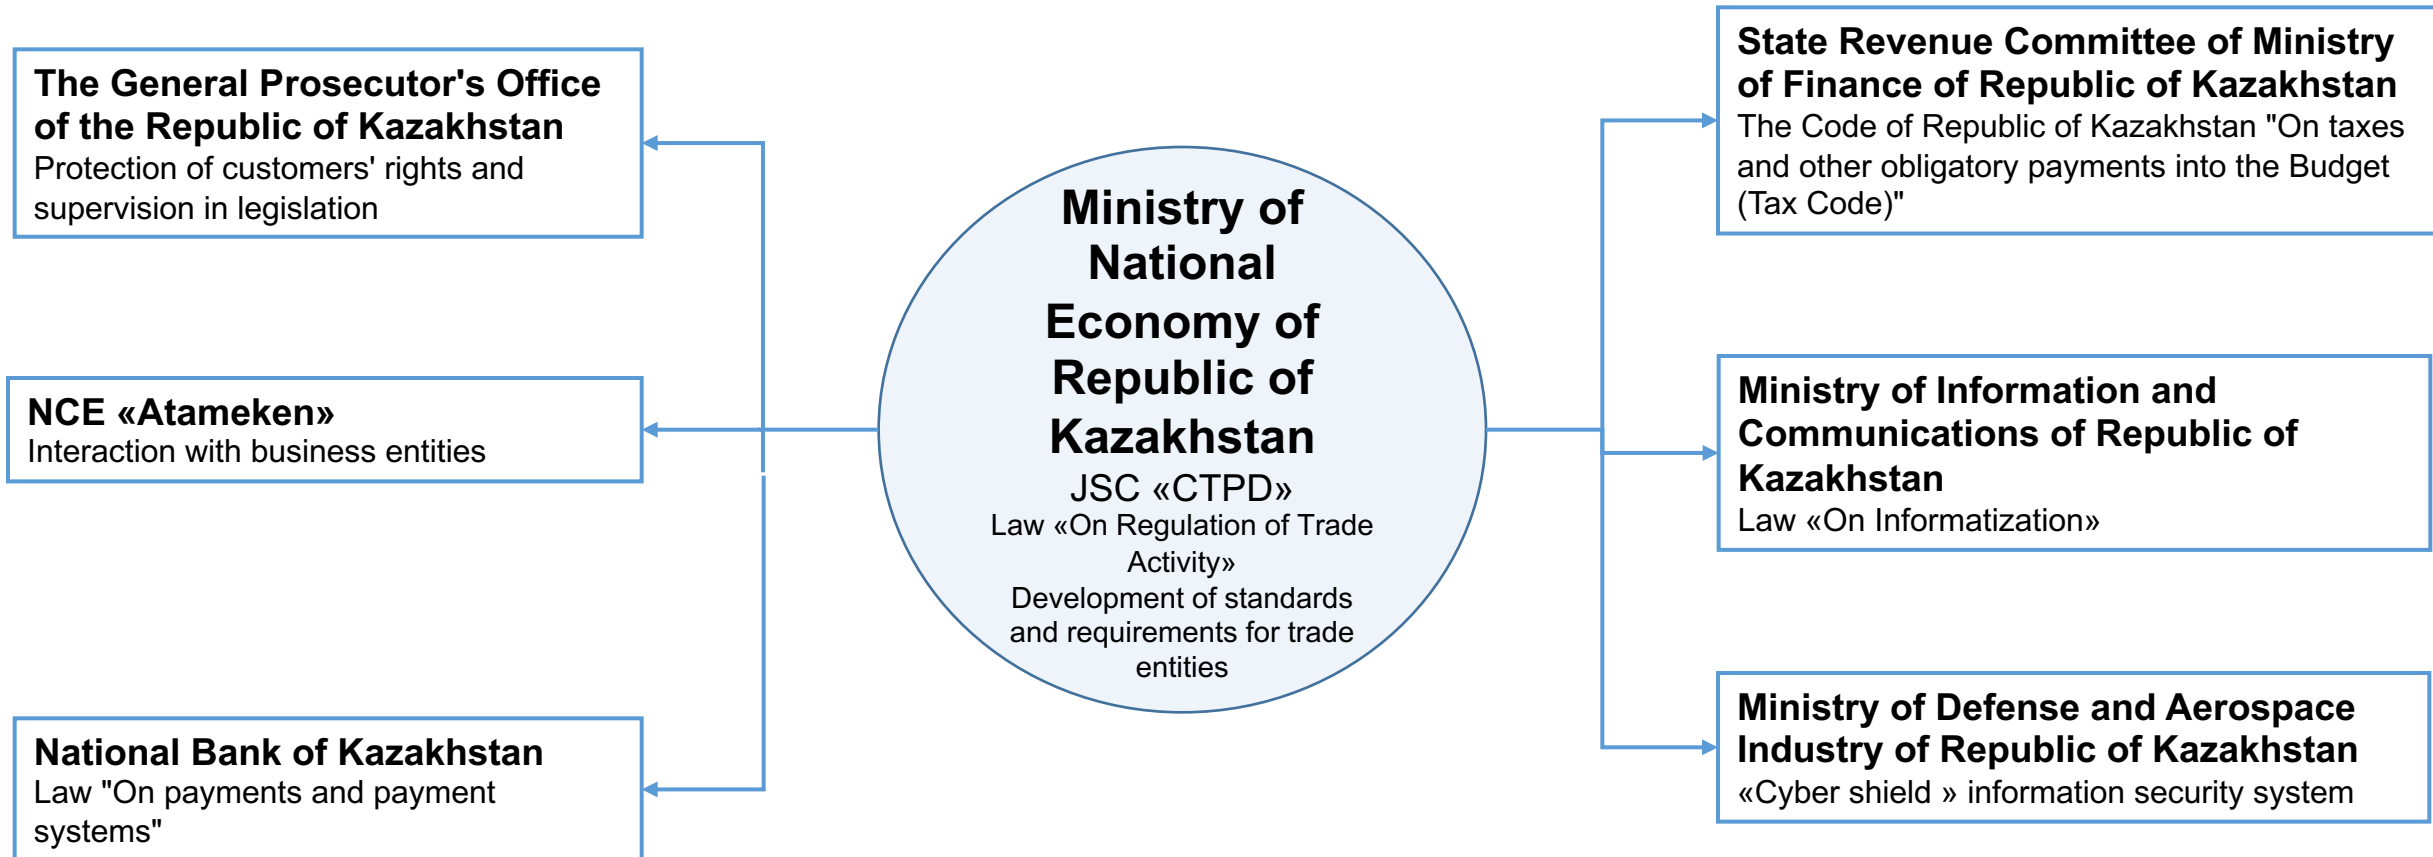 The General Prosecutor's Office
of the Republic of Kazakhstan
Protection of customers' rights and
supervision in legislation
NCE «Atameken»
Interaction with business entities
National Bank of Kazakhstan
Law "On payments and payment
systems"
Ministry of
National
Economy of
Republic of
Kazakhstan
JSC «CTPD»
Law «On Regulation of Trade
Activity»
Development of standards
and requirements for trade
entities
State Revenue Committee of Ministry
of Finance of Republic of Kazakhstan
The Code of Republic of Kazakhstan "On taxes
and other obligatory payments into the Budget
(Tax Code)"
Ministry of Information and
Communications of Republic of
Kazakhstan
Law «On Informatization»
Ministry of Defense and Aerospace
Industry of Republic of Kazakhstan
«Cyber shield » information security system